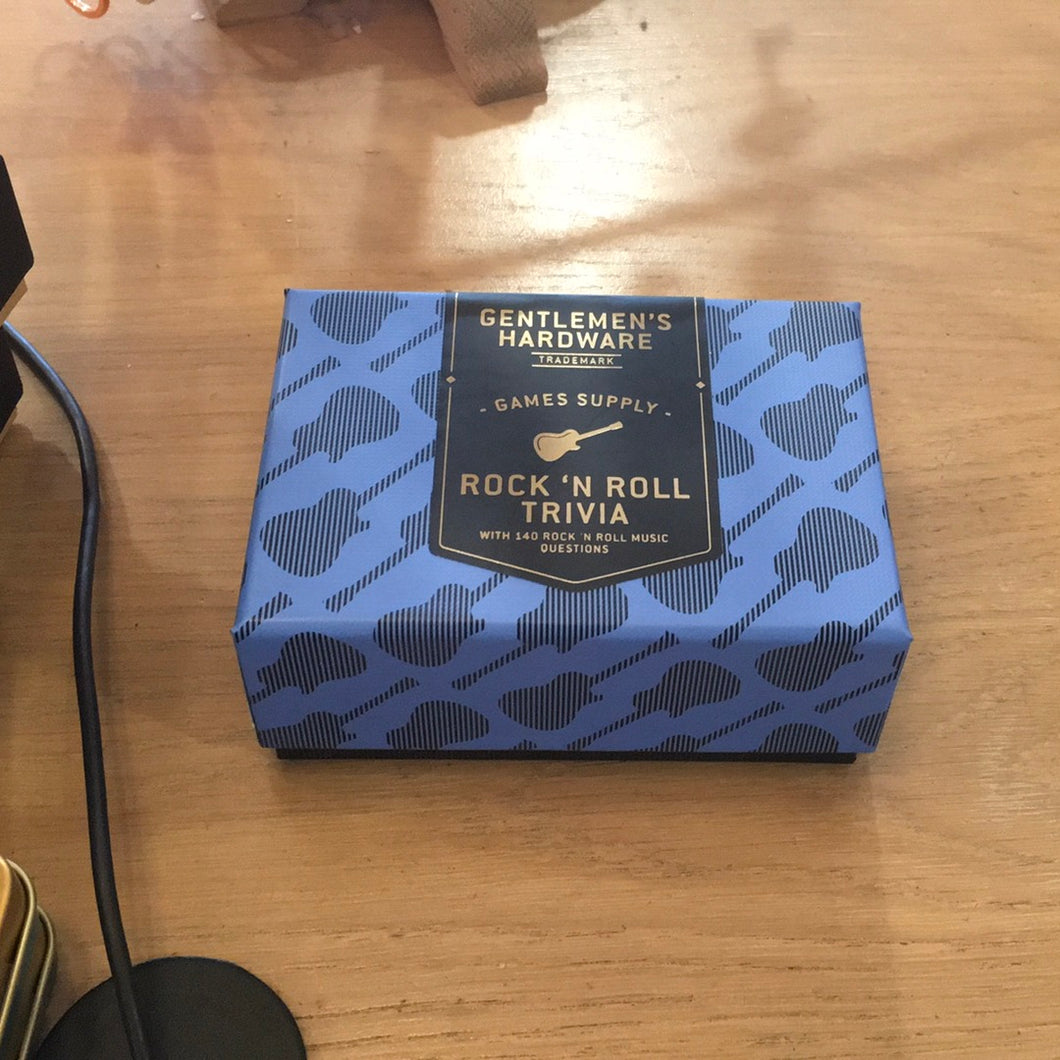 GENTLEMEN'S
HARDWARE
TRADEMARK
- GAMES SUPPLY -
ROCK 'N ROLL
TRIVIA
WITH 140 ROCK 'N ROLL MUSIC
QUESTIONS